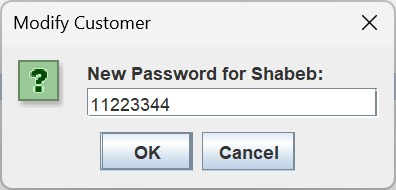 Modify Customer
New Password for Shabeb:
11223344
OK Cancel